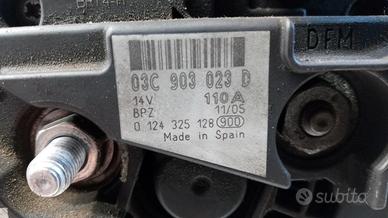 03C 903 023 D
14V 110A
BPZ 11/05
0 124 325 128 900
Made in Spain
DFM
subito